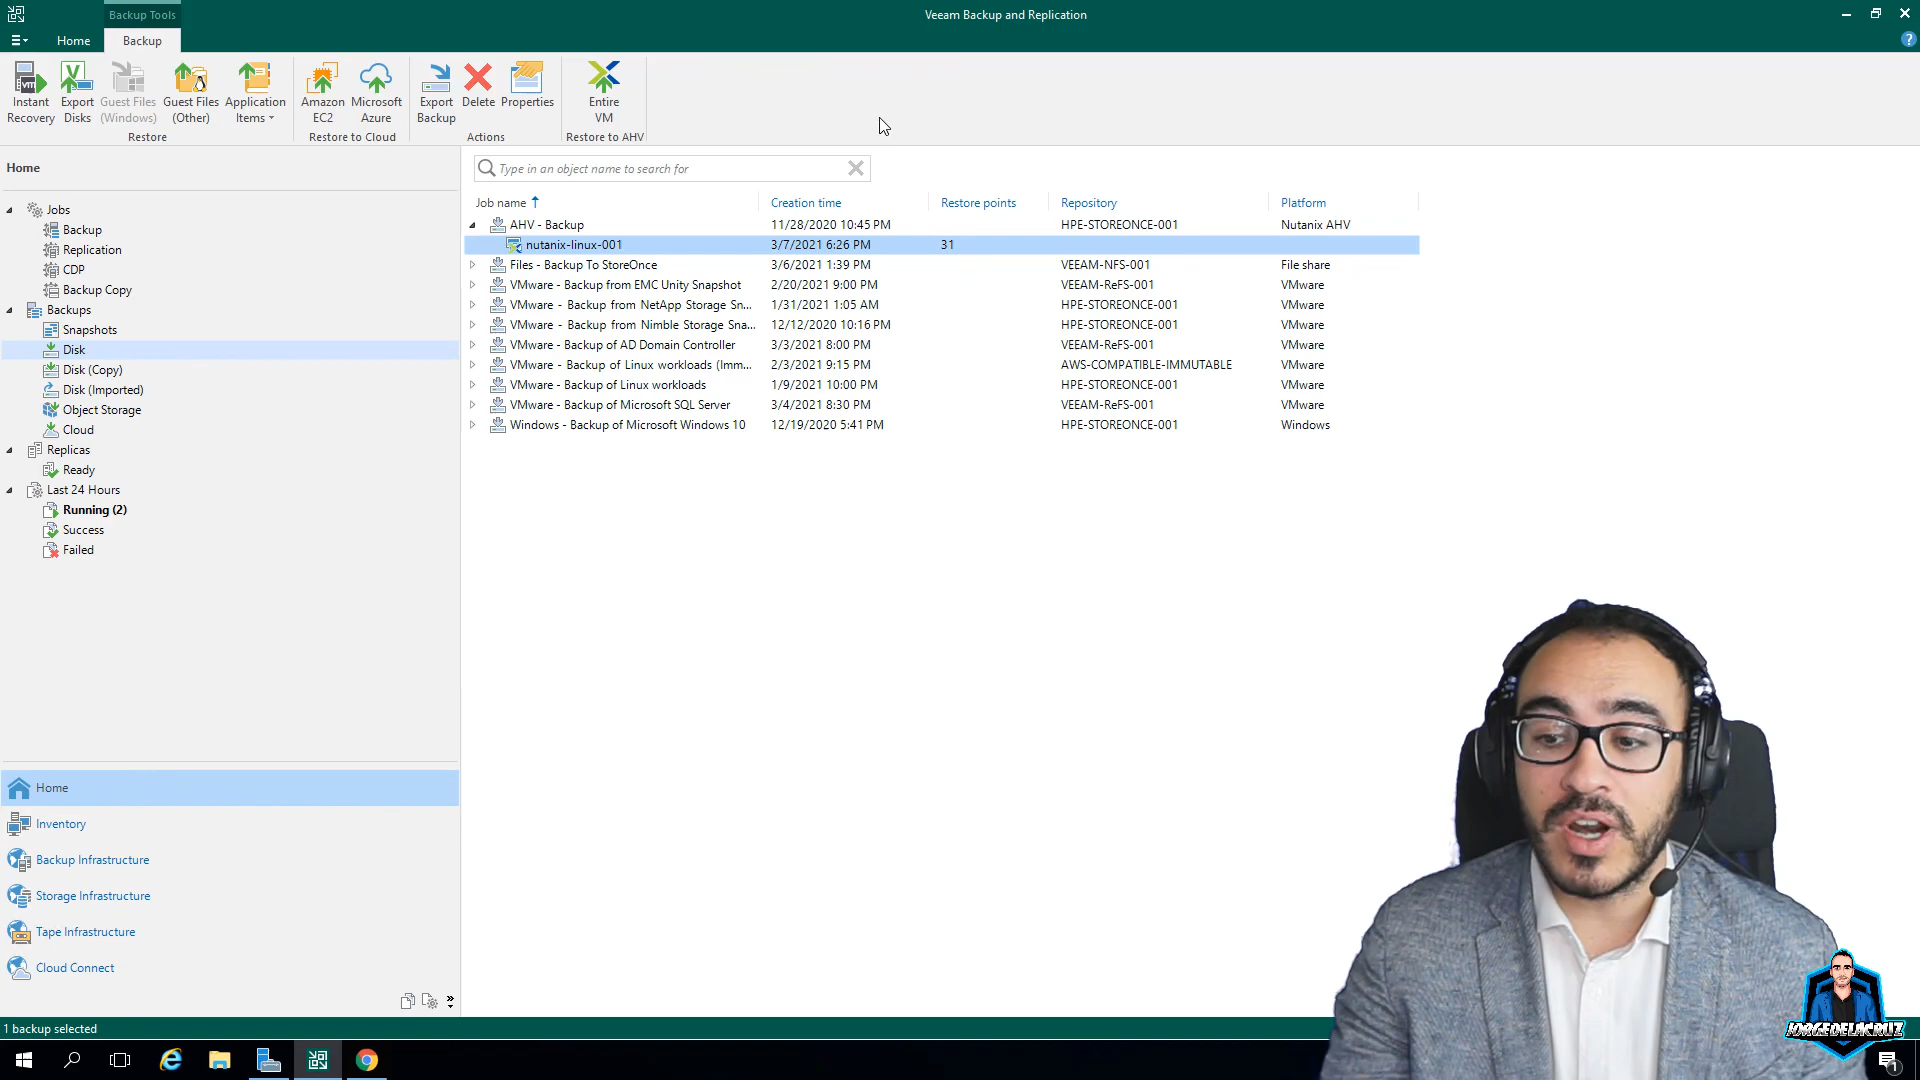 Backup Tools
Veeam Backup and Replication
Home
Backup
Instant Recovery
Export Disks
Guest Files (Windows)
Guest Files (Other)
Application Items
Amazon EC2
Microsoft Azure
Export Backup
Delete
Properties
Entire VM
Restore
Restore to Cloud
Actions
Restore to AHV
Home
Type in an object name to search for
Job name Creation time Restore points Repository Platform
AHV - Backup 11/28/2020 10:45 PM HPE-STOREONCE-001 Nutanix AHV
nutanix-linux-001 3/7/2021 6:26 PM 31
Files - Backup To StoreOnce 3/6/2021 1:39 PM VEEAM-NFS-001 File share
VMware - Backup from EMC Unity Snapshot 2/20/2021 9:00 PM VEEAM-ReFS-001 VMware
VMware - Backup from NetApp Storage Sn... 1/31/2021 1:05 AM HPE-STOREONCE-001 VMware
VMware - Backup from Nimble Storage Sna... 12/12/2020 10:16 PM HPE-STOREONCE-001 VMware
VMware - Backup of AD Domain Controller 3/3/2021 8:00 PM VEEAM-ReFS-001 VMware
VMware - Backup of Linux workloads (Imm... 2/3/2021 9:15 PM AWS-COMPATIBLE-IMMUTABLE VMware
VMware - Backup of Linux workloads 1/9/2021 10:00 PM HPE-STOREONCE-001 VMware
VMware - Backup of Microsoft SQL Server 3/4/2021 8:30 PM VEEAM-ReFS-001 VMware
Windows - Backup of Microsoft Windows 10 12/19/2020 5:41 PM HPE-STOREONCE-001 Windows
Jobs
Backup
Replication
CDP
Backup Copy
Backups
Snapshots
Disk
Disk (Copy)
Disk (Imported)
Object Storage
Cloud
Replicas
Ready
Last 24 Hours
Running (2)
Success
Failed
Home
Inventory
Backup Infrastructure
Storage Infrastructure
Tape Infrastructure
Cloud Connect
1 backup selected
JORGEDELACRUZ
1